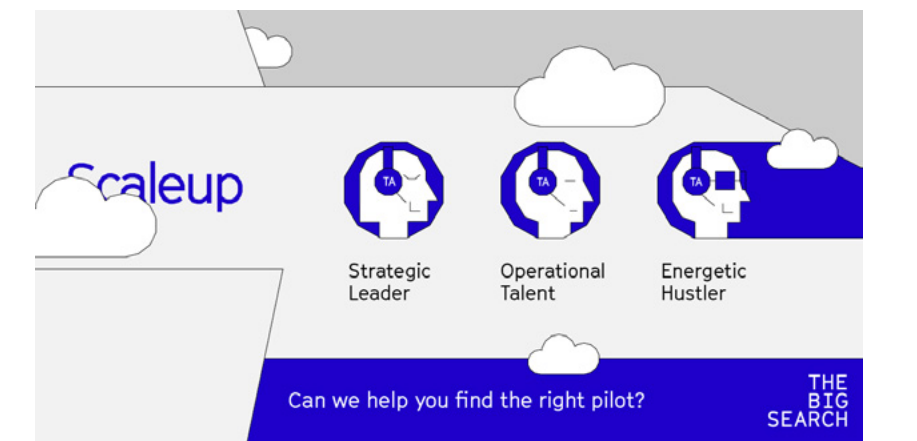 Scaleup
TA
TA
TA
Strategic
Leader
Operational
Talent
Energetic
Hustler
Can we help you find the right pilot?
THE
BIG
SEARCH